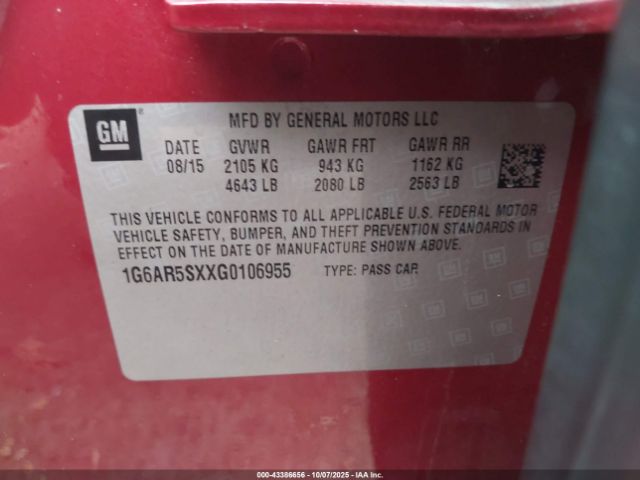 GM
MFD BY GENERAL MOTORS LLC
DATE GVWR GAWR FRT GAWR RR
08/15 2105 KG 943 KG 1162 KG
4643 LB 2080 LB 2563 LB
THIS VEHICLE CONFORMS TO ALL APPLICABLE U.S. FEDERAL MOTOR
VEHICLE SAFETY, BUMPER, AND THEFT PREVENTION STANDARDS IN
EFFECT ON THE DATE OF MANUFACTURE SHOWN ABOVE.
1G6AR5SXXG0106955 TYPE: PASS CAR
000-43386656 - 10/07/2025 - IAA, Inc.